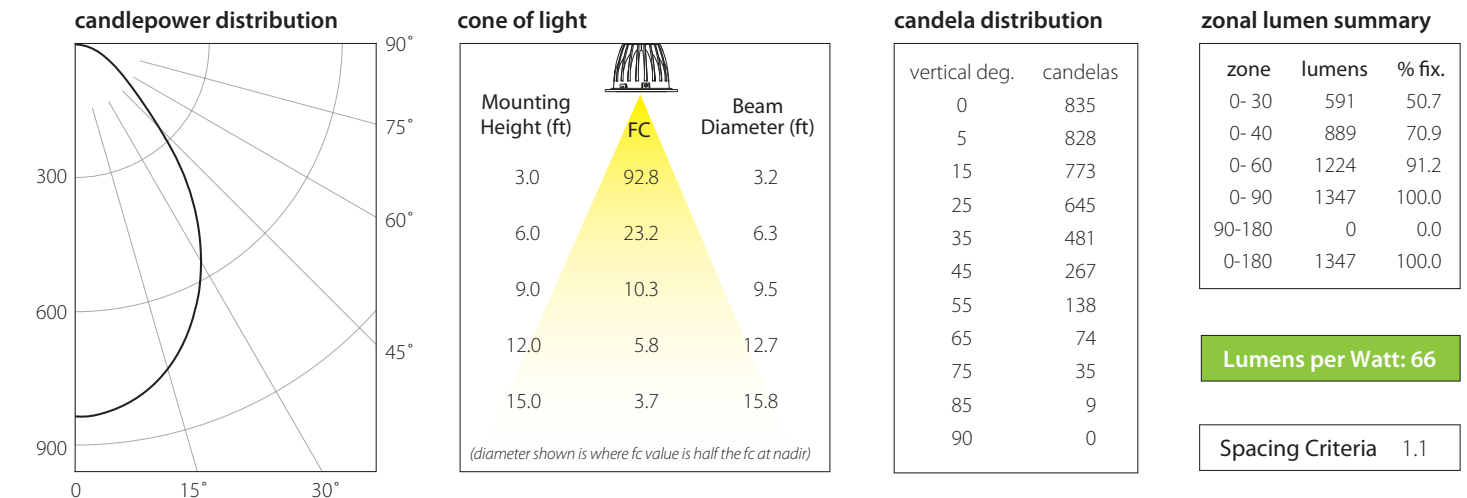 candlepower distribution
90˚
75˚
60˚
45˚
300
600
900
0 15˚ 30˚
cone of light
Mounting
Height (ft)
FC
Beam
Diameter (ft)
3.0 92.8 3.2
6.0 23.2 6.3
9.0 10.3 9.5
12.0 5.8 12.7
15.0 3.7 15.8
(diameter shown is where fc value is half the fc at nadir)
candela distribution
vertical deg. candelas
0 835
5 828
15 773
25 645
35 481
45 267
55 138
65 74
75 35
85 9
90 0
zonal lumen summary
zone lumens % fix.
0- 30 591 50.7
0- 40 889 70.9
0- 60 1224 91.2
0- 90 1347 100.0
90-180 0 0.0
0-180 1347 100.0
Lumens per Watt: 66
Spacing Criteria 1.1